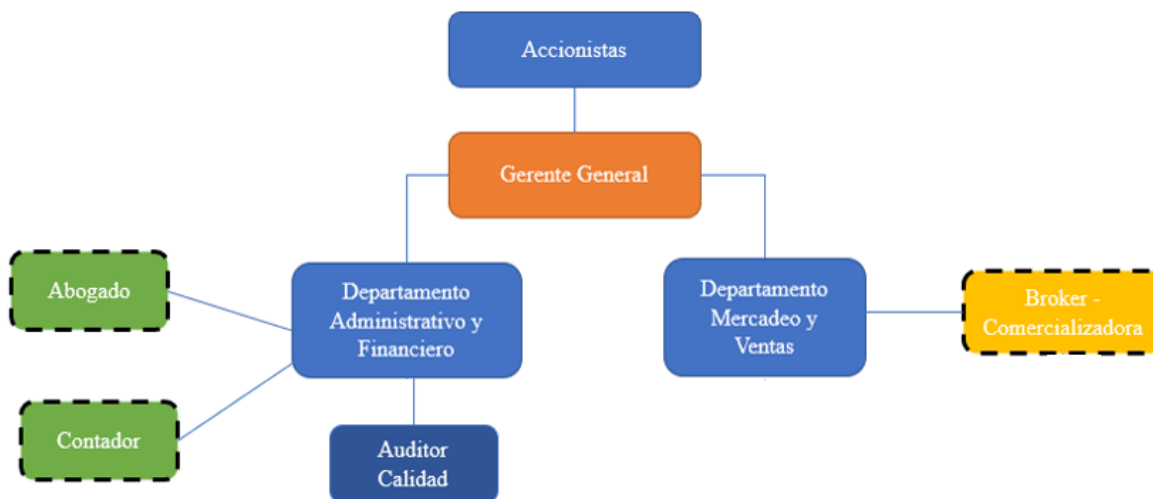 Accionistas
Gerente General
Abogado
Departamento
Administrativo y
Financiero
Departamento
Mercadeo y
Ventas
Broker -
Comercializadora
Contador
Auditor
Calidad